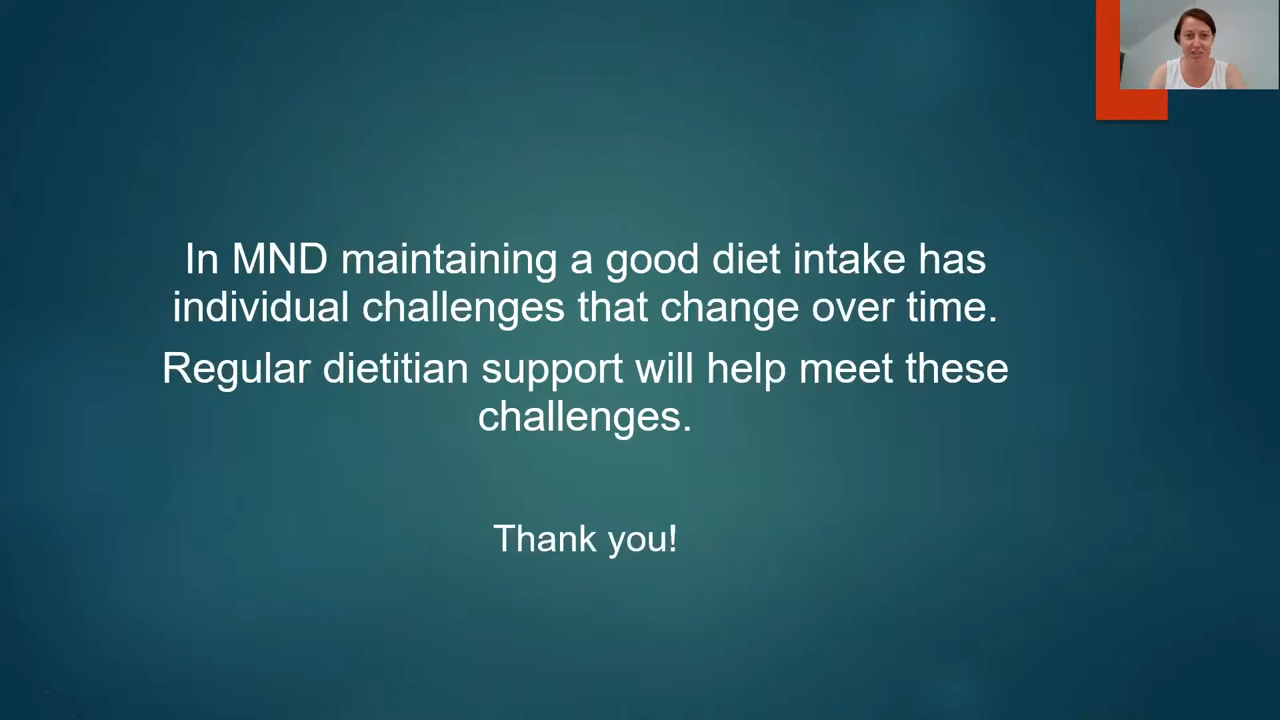 In MND maintaining a good diet intake has
individual challenges that change over time.
Regular dietitian support will help meet these
challenges.
Thank you!